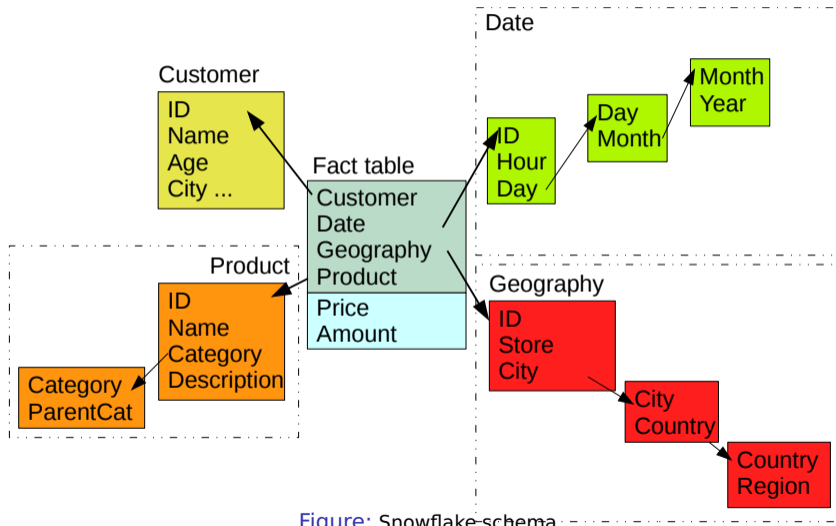 Date
Customer
ID
Name
Age
City ...
Month
Year
Day
Month
ID
Hour
Day
Fact table
Customer
Date
Geography
Product
Price
Amount
Product
ID
Name
Category
Description
Category
ParentCat
Geography
ID
Store
City
City
Country
Country
Region
Figure: Snowflake schema